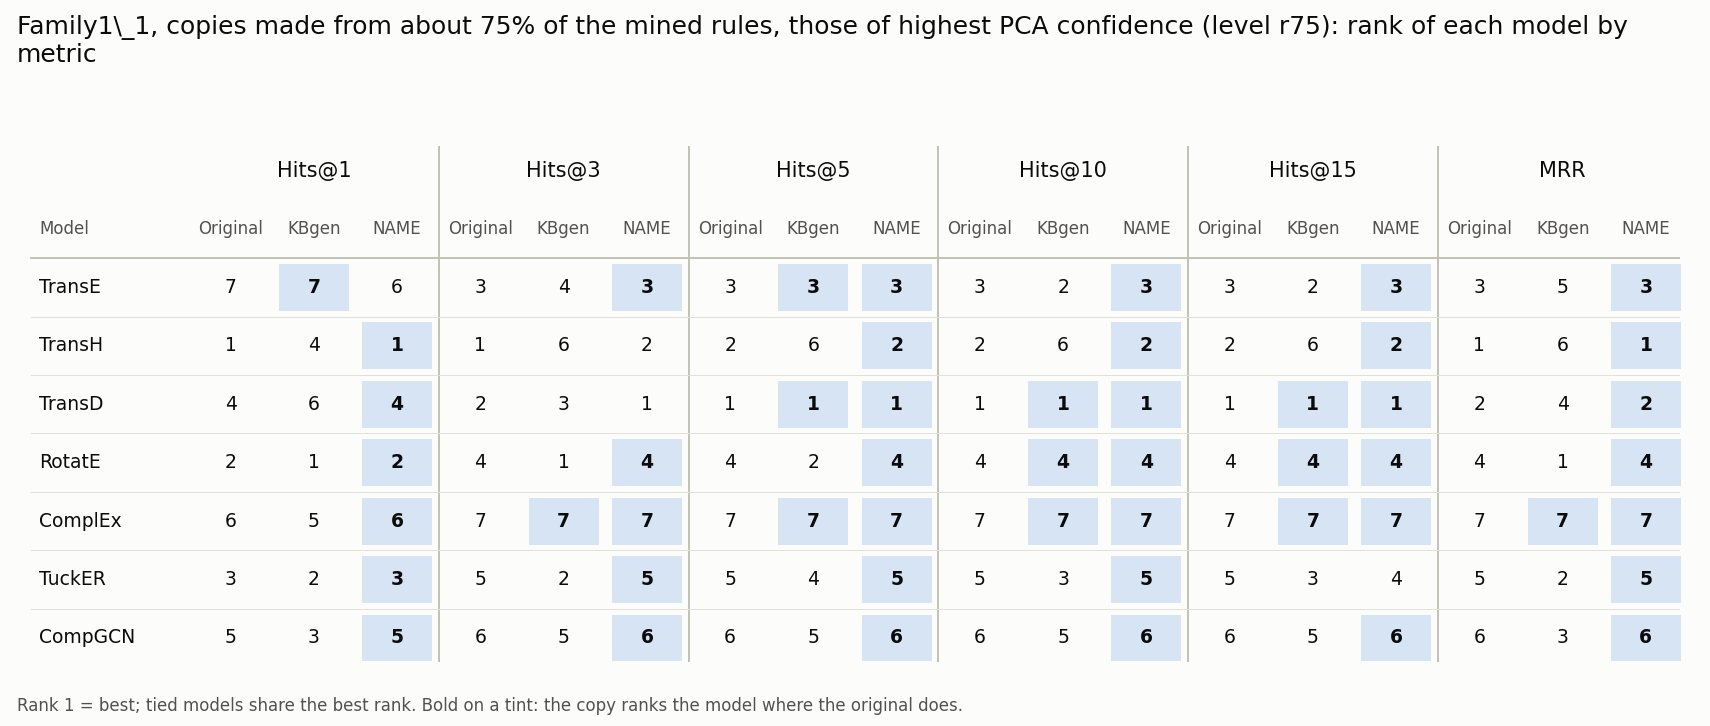 Family1\_1, copies made from about 75% of the mined rules, those of highest PCA confidence (level r75): rank of each model by
metric
Hits@1 Hits@3 Hits@5 Hits@10 Hits@15 MRR
Model Original KBgen NAME Original KBgen NAME Original KBgen NAME Original KBgen NAME Original KBgen NAME Original KBgen NAME
TransE 7 7 6 3 4 3 3 3 3 3 2 3 3 2 3 3 5 3
TransH 1 4 1 1 6 2 2 6 2 2 6 2 2 6 2 1 6 1
TransD 4 6 4 2 3 1 1 1 1 1 1 1 1 1 1 2 4 2
RotatE 2 1 2 4 1 4 4 2 4 4 4 4 4 4 4 4 1 4
ComplEx 6 5 6 7 7 7 7 7 7 7 7 7 7 7 7 7 7 7
TuckER 3 2 3 5 2 5 5 4 5 5 3 5 5 3 4 5 2 5
CompGCN 5 3 5 6 5 6 6 5 6 6 5 6 6 5 6 6 3 6
Rank 1 = best; tied models share the best rank. Bold on a tint: the copy ranks the model where the original does.